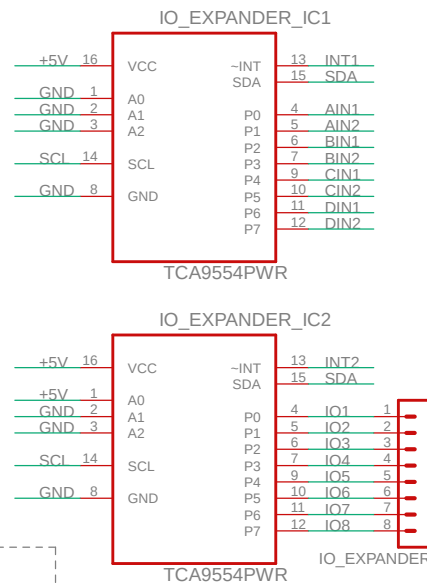 IO_EXPANDER_IC1
+5V 16 VCC ~INT 13 INT1
SDA 15 SDA
GND 1 A0
GND 2 A1 P0 4 AIN1
GND 3 A2 P1 5 AIN2
P2 6 BIN1
SCL 14 SCL P3 7 BIN2
P4 9 CIN1
GND 8 GND P5 10 CIN2
P6 11 DIN1
P7 12 DIN2
TCA9554PWR
IO_EXPANDER_IC2
+5V 16 VCC ~INT 13 INT2
SDA 15 SDA
+5V 1 A0
GND 2 A1 P0 4 IO1 1
GND 3 A2 P1 5 IO2 2
P2 6 IO3 3
SCL 14 SCL P3 7 IO4 4
P4 9 IO5 5
GND 8 GND P5 10 IO6 6
P6 11 IO7 7
P7 12 IO8 8
IO_EXPANDER
TCA9554PWR